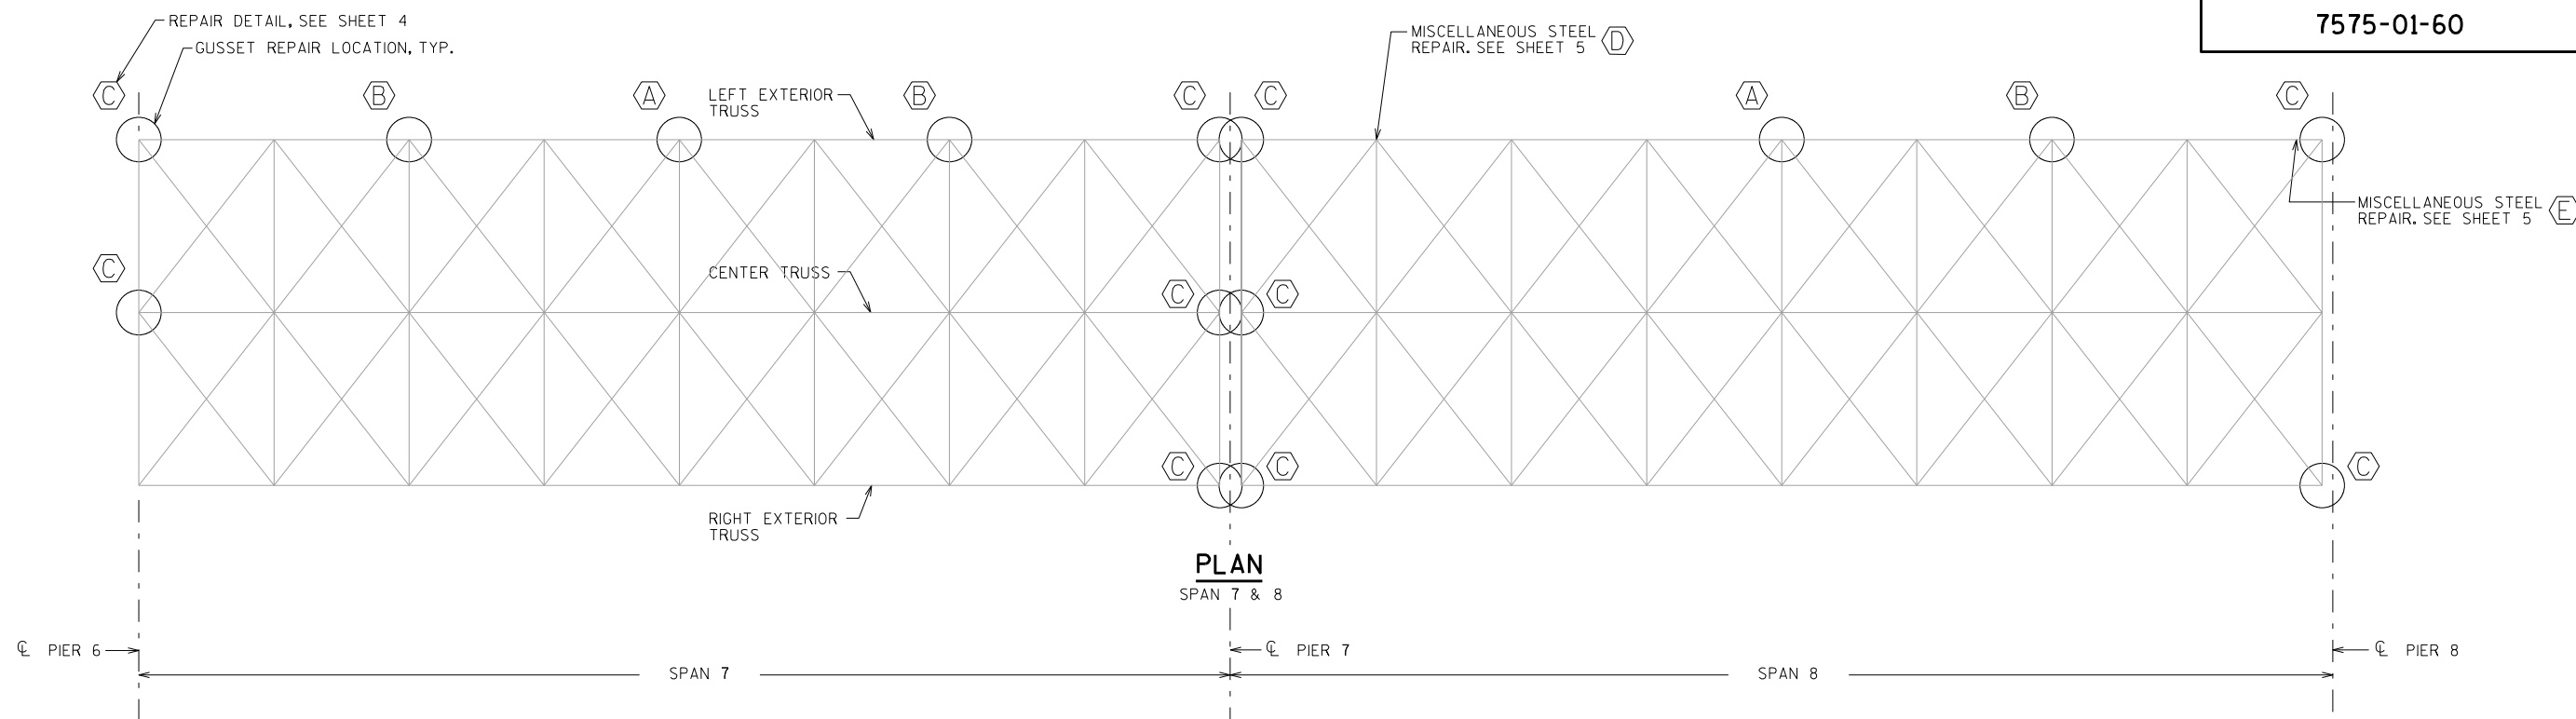 7575-01-60
REPAIR DETAIL, SEE SHEET 4
GUSSET REPAIR LOCATION, TYP.
MISCELLANEOUS STEEL
REPAIR. SEE SHEET 5 D
C B A B C C A B C
LEFT EXTERIOR
TRUSS
MISCELLANEOUS STEEL
REPAIR. SEE SHEET 5 E
C
CENTER TRUSS
C C
C C C
RIGHT EXTERIOR
TRUSS
PLAN
SPAN 7 & 8
℄ PIER 6
℄ PIER 7
℄ PIER 8
SPAN 7
SPAN 8